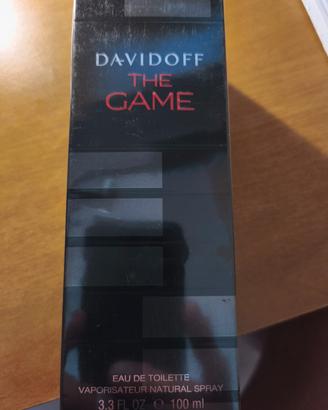 DAVIDOFF
THE
GAME
EAU DE TOILETTE
VAPORISATEUR NATURAL SPRAY
3.3 FL OZ ℮ 100 ml